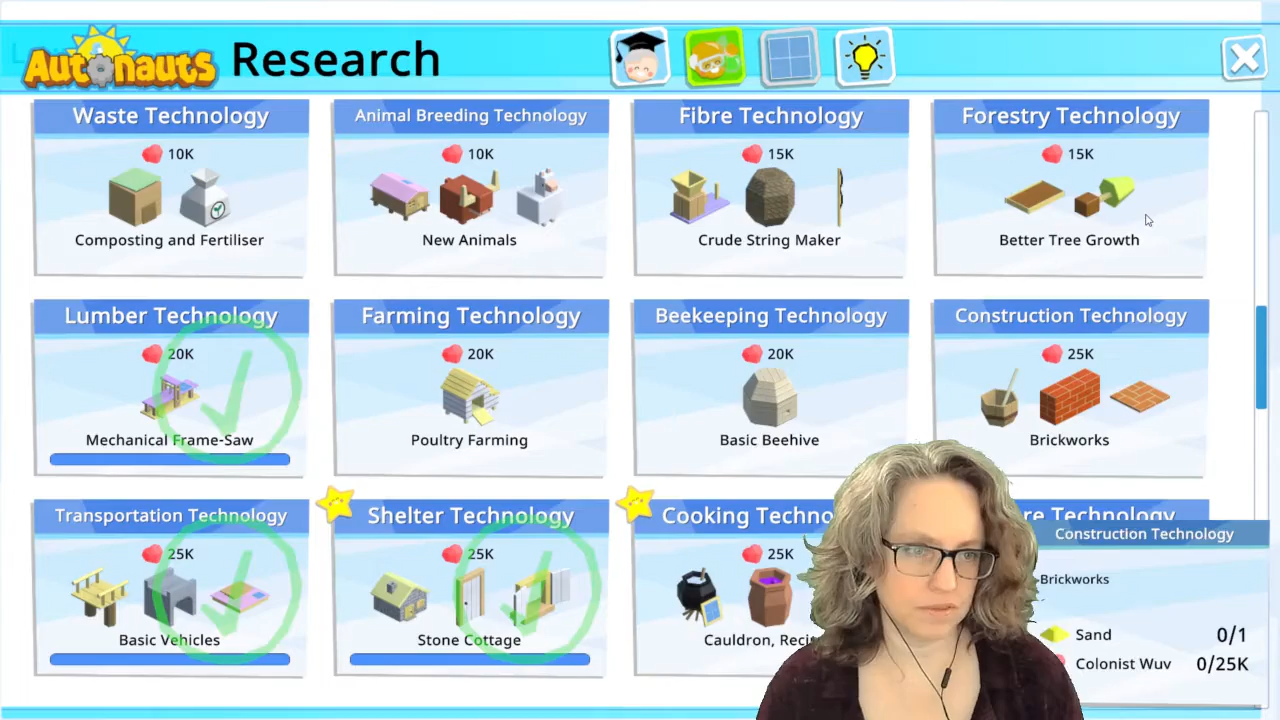 Autonauts
Research
Waste Technology
10K
Composting and Fertiliser
Animal Breeding Technology
10K
New Animals
Fibre Technology
15K
Crude String Maker
Forestry Technology
15K
Better Tree Growth
Lumber Technology
20K
Mechanical Frame-Saw
Farming Technology
20K
Poultry Farming
Beekeeping Technology
20K
Basic Beehive
Construction Technology
25K
Brickworks
Transportation Technology
25K
Basic Vehicles
Shelter Technology
25K
Stone Cottage
Cooking Techno
25K
Cauldron, Reci
Technology
Construction Technology
Brickworks
Sand 0/1
Colonist Wuv 0/25K